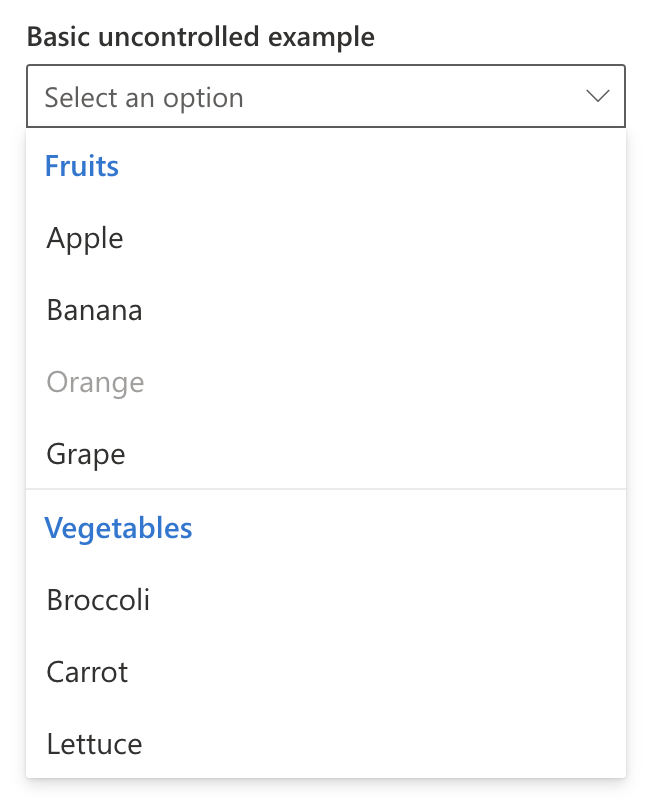 Basic uncontrolled example
Select an option
Fruits
Apple
Banana
Orange
Grape
Vegetables
Broccoli
Carrot
Lettuce